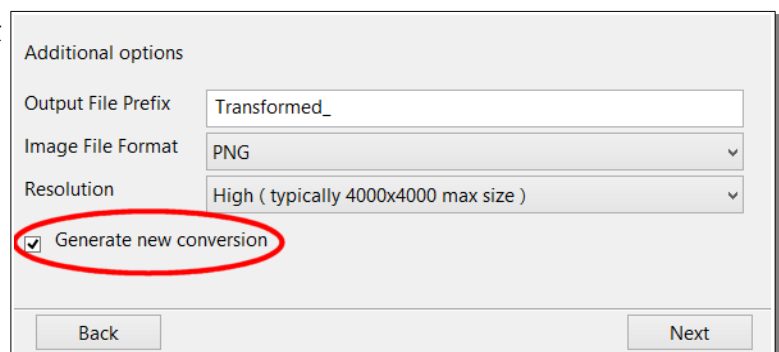 Additional options
Output File Prefix Transformed_
Image File Format PNG
Resolution High ( typically 4000x4000 max size )
Generate new conversion
Back Next